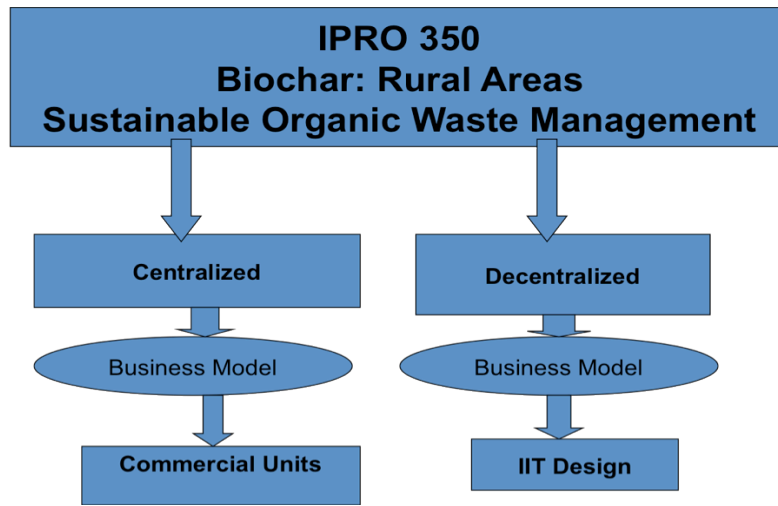 IPRO 350
Biochar: Rural Areas
Sustainable Organic Waste Management
Centralized
Decentralized
Business Model
Business Model
Commercial Units
IIT Design